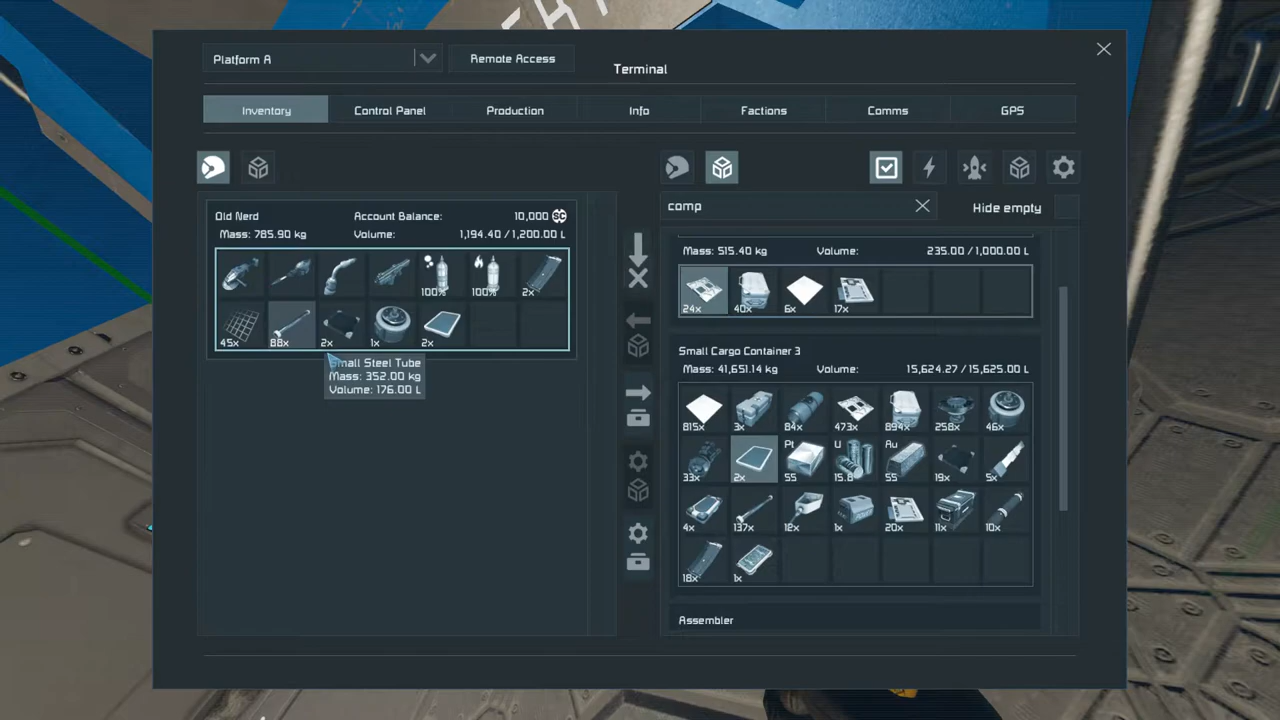 Platform A
Remote Access
Terminal
Inventory
Control Panel
Production
Info
Factions
Comms
GPS
comp
Hide empty
Old Nerd
Account Balance: 10,000 SC
Mass: 785.90 kg
Volume: 1,194.40 / 1,200.00 L
100% 100% 2x
45x 88x 2x 1x 2x
Small Steel Tube
Mass: 352.00 kg
Volume: 176.00 L
Mass: 515.40 kg
Volume: 235.00 / 1,000.00 L
24x 40x 6x 17x
Small Cargo Container 3
Mass: 41,651.14 kg
Volume: 15,624.27 / 15,625.00 L
815x 3x 84x 473x 894x 258x 46x
Pt U Au
33x 2x 55 15.8 55 19x 5x
4x 137x 12x 1x 20x 11x 10x
18x 1x
Assembler